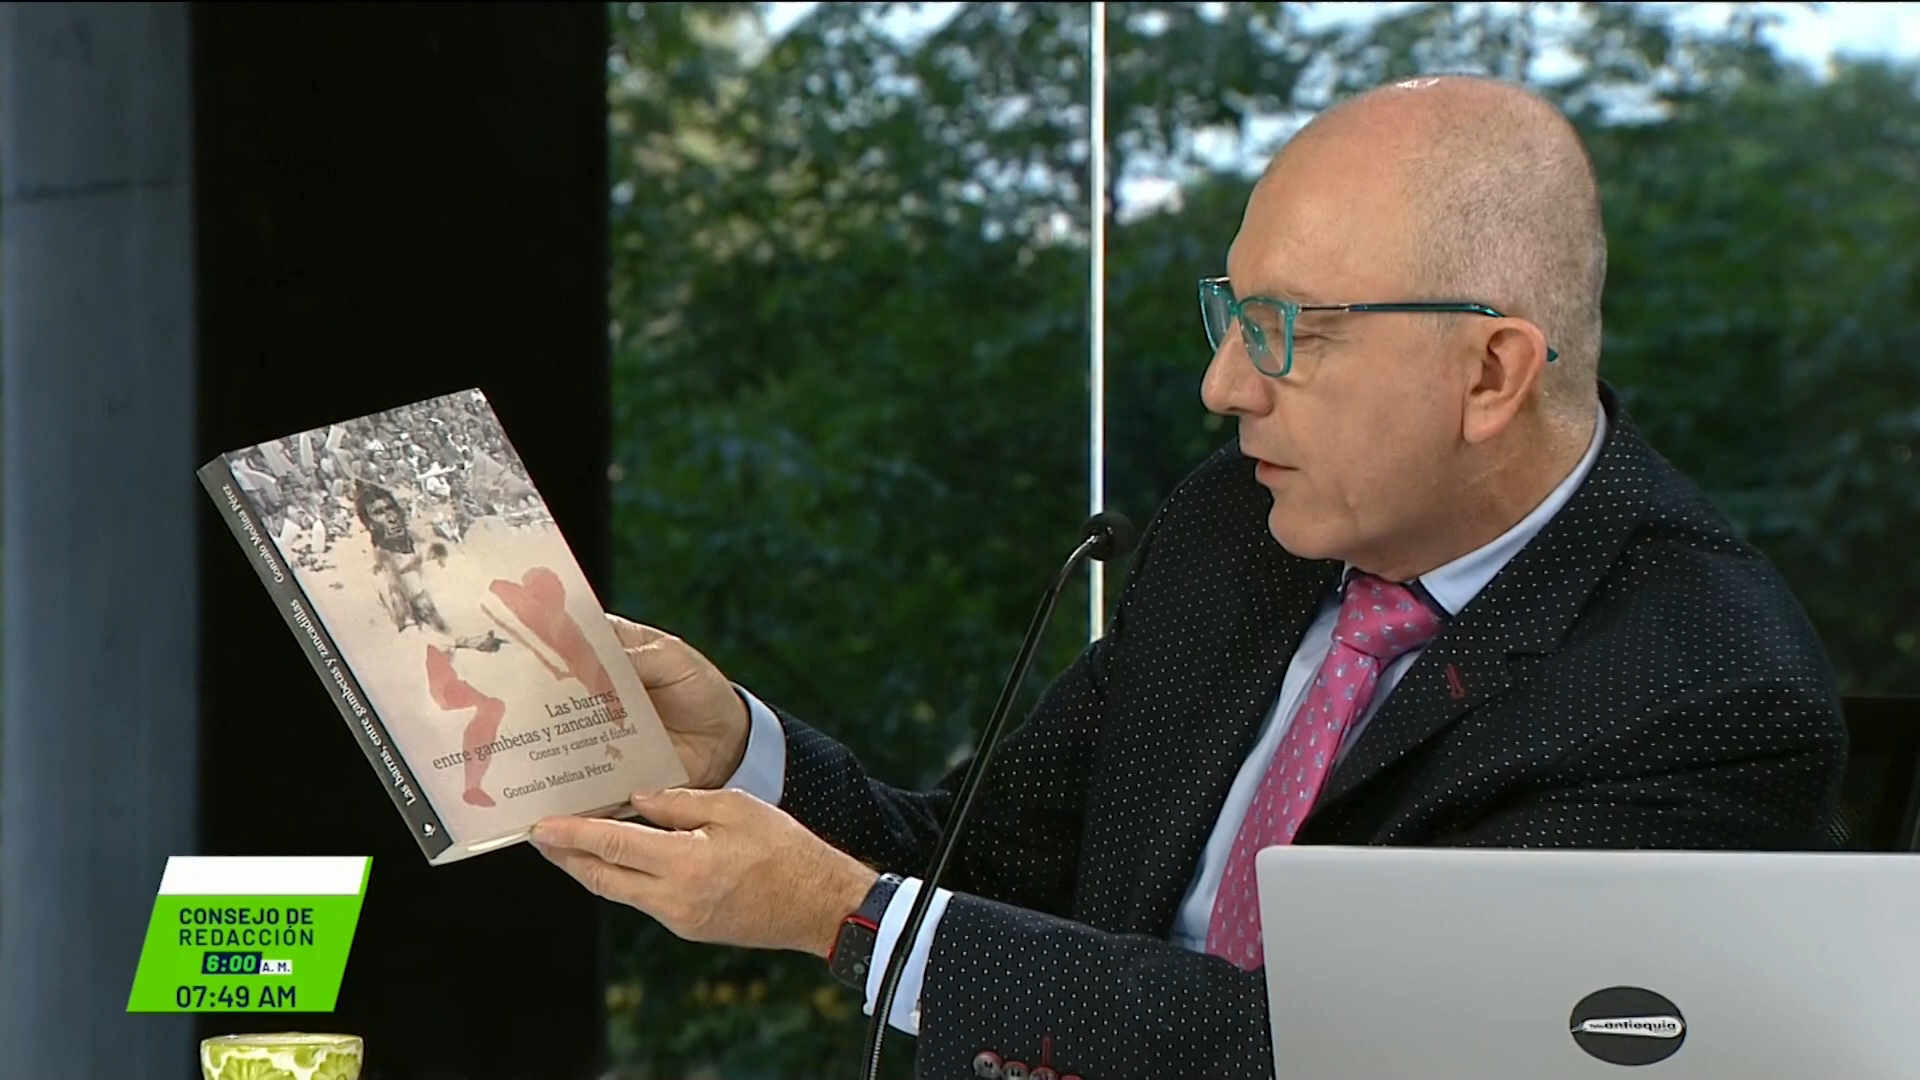 Gonzalo Medina Pérez
Las barras, entre gambetas y zancadillas
Las barras,
entre gambetas y zancadillas
Contar y cantar el fútbol
Gonzalo Medina Pérez
CONSEJO DE
REDACCIÓN
6:00 A. M.
07:49 AM
teleantioquia